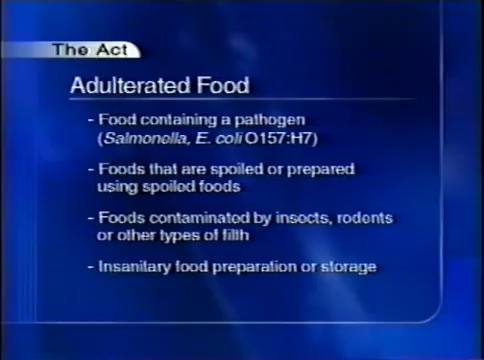 The Act
Adulterated Food
- Food containing a pathogen
(Salmonella, E. coli O157:H7)
- Foods that are spoiled or prepared
using spoiled foods
- Foods contaminated by insects, rodents
or other types of filth
- Insanitary food preparation or storage